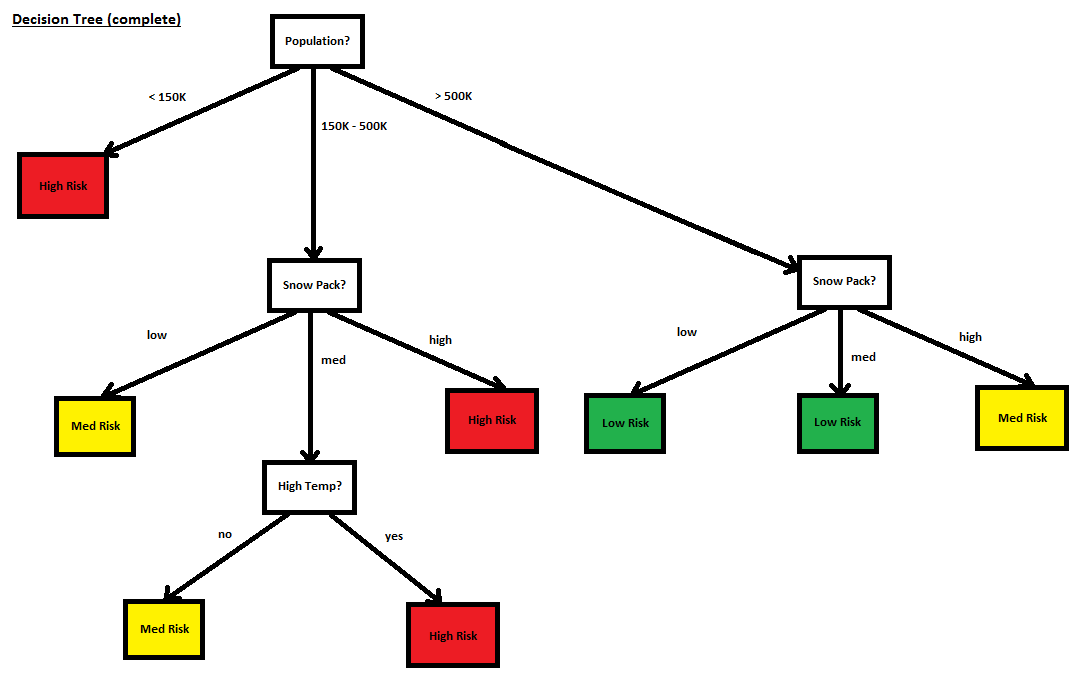 Decision Tree (complete)
Population?
< 150K
> 500K
150K - 500K
High Risk
Snow Pack?
Snow Pack?
low
med
high
low
med
high
Med Risk
High Risk
Low Risk
Low Risk
Med Risk
High Temp?
no
yes
Med Risk
High Risk